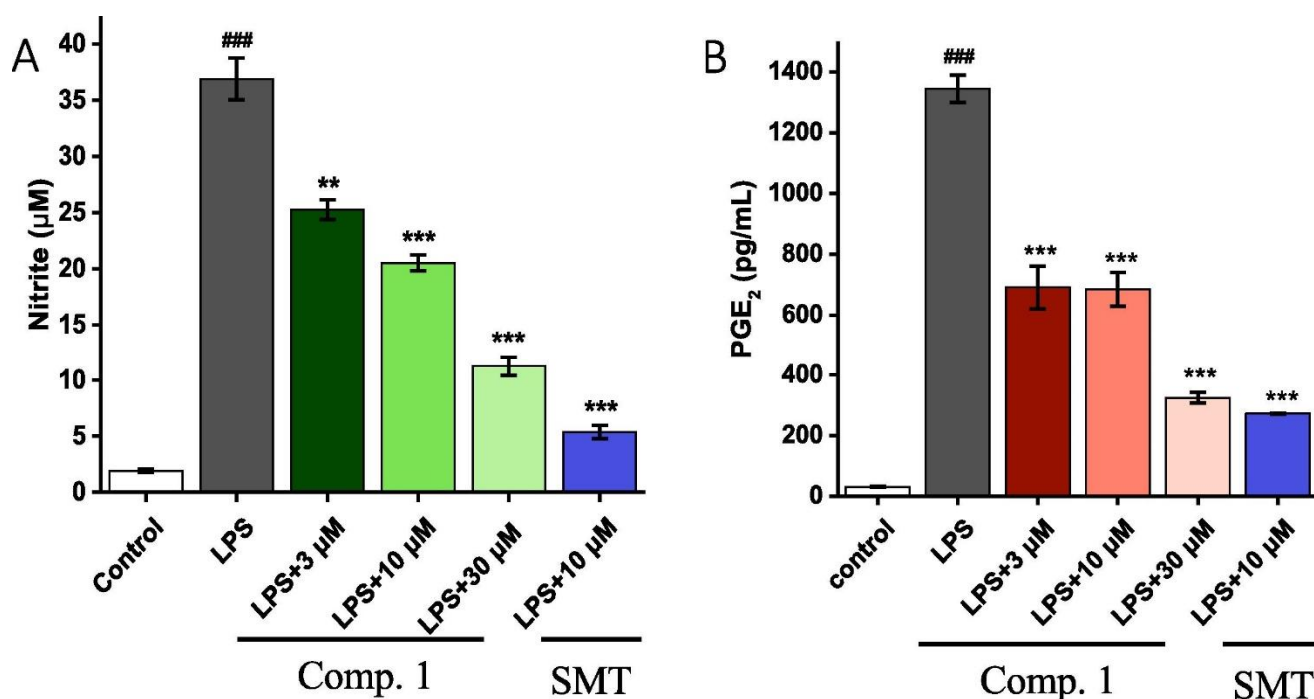 A
Nitrite (µM)
40
35
30
25
20
15
10
5
0
###
**
***
***
***
Control
LPS
LPS+3 µM
LPS+10 µM
LPS+30 µM
LPS+10 µM
Comp. 1
SMT
B
PGE2 (pg/mL)
1400
1200
1000
800
600
400
200
0
###
***
***
***
***
control
LPS
LPS+3 µM
LPS+10 µM
LPS+30 µM
LPS+10 µM
Comp. 1
SMT